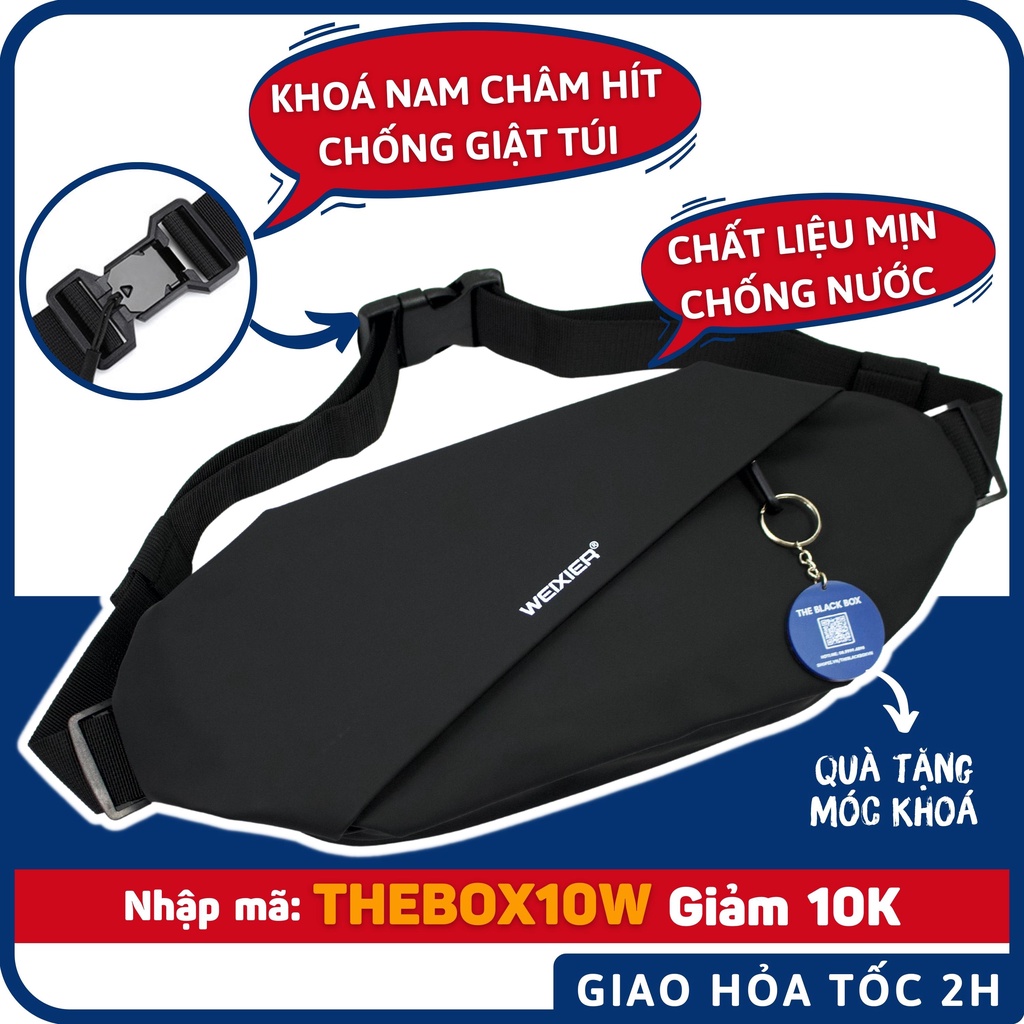 KHOÁ NAM CHÂM HÍT
CHỐNG GIẬT TÚI
CHẤT LIỆU MỊN
CHỐNG NƯỚC
WEIXIER®
THE BLACK BOX
QUÀ TẶNG
MÓC KHOÁ
Nhập mã: THEBOX10W Giảm 10K
GIAO HỎA TỐC 2H